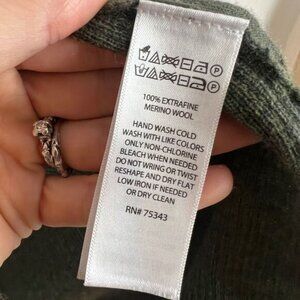 100% EXTRAFINE
MERINO WOOL
HAND WASH COLD
WASH WITH LIKE COLORS
ONLY NON-CHLORINE
BLEACH WHEN NEEDED
DO NOT WRING OR TWIST
RESHAPE AND DRY FLAT
LOW IRON IF NEEDED
OR DRY CLEAN
RN# 75343